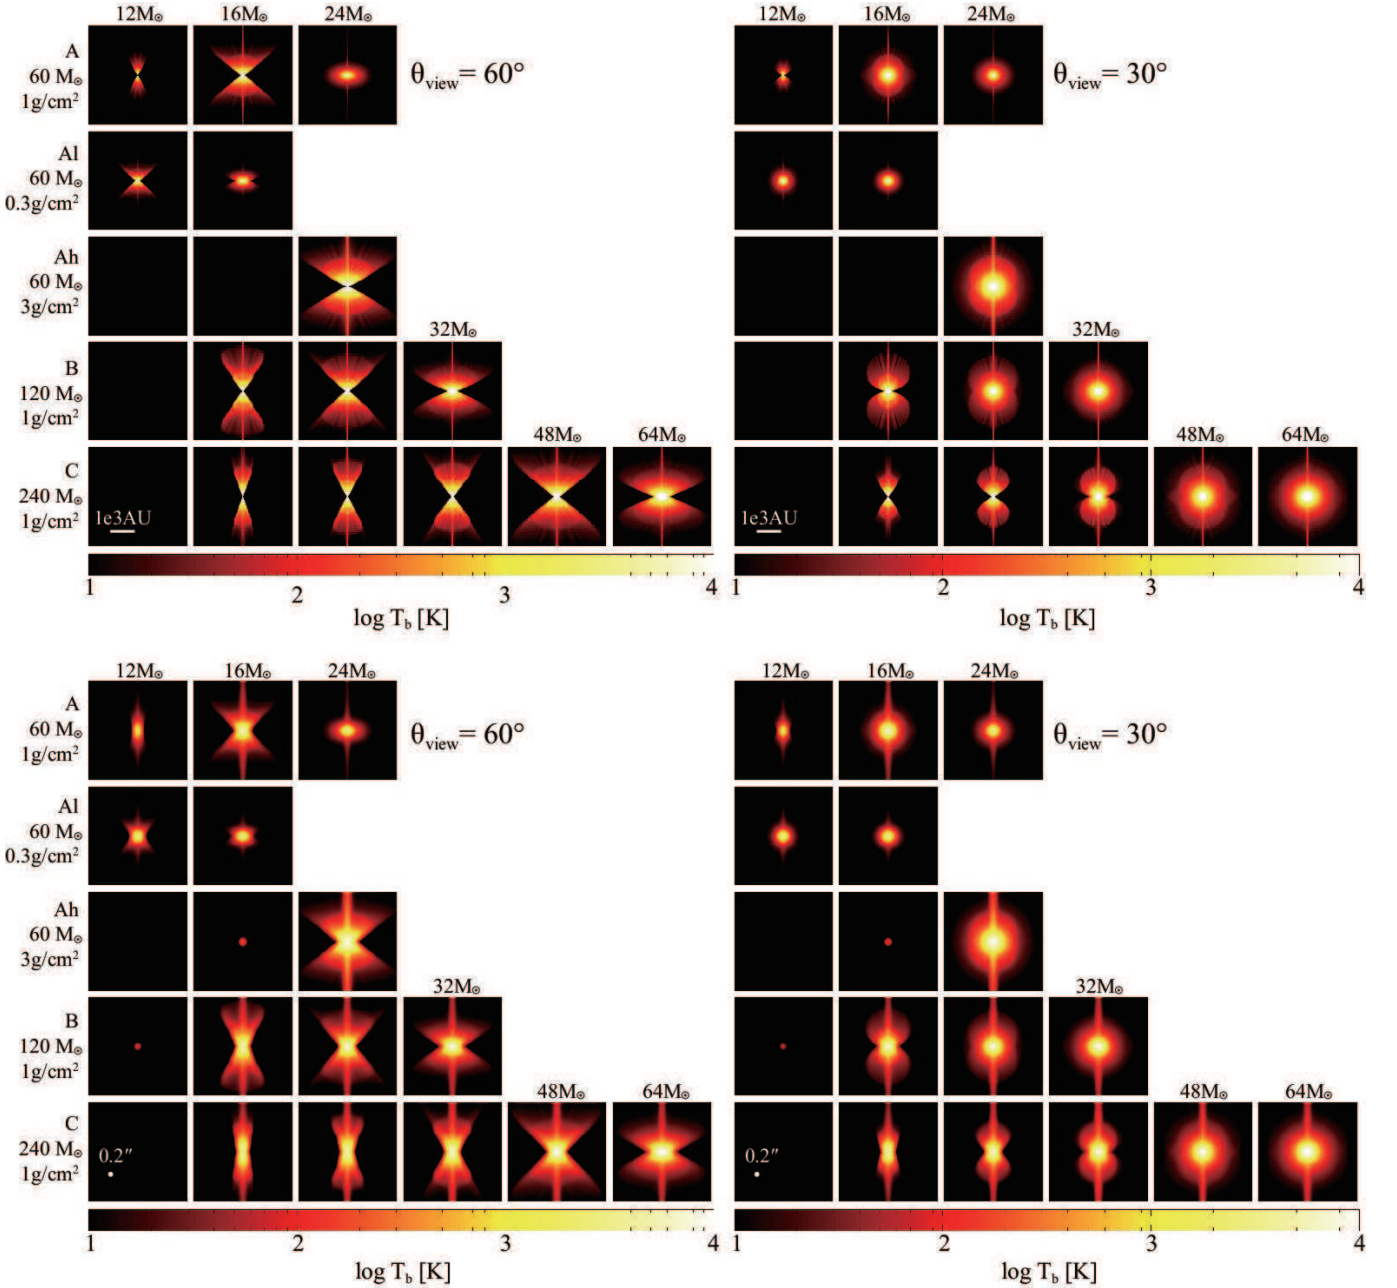 12M☉ 16M☉ 24M☉
A
60 M☉
1g/cm²
θview = 60°
Al
60 M☉
0.3g/cm²
Ah
60 M☉
3g/cm²
32M☉
B
120 M☉
1g/cm²
48M☉ 64M☉
C
240 M☉
1g/cm²
1e3AU
1 2 3 4
log Tb [K]
12M☉ 16M☉ 24M☉
θview = 30°
32M☉
48M☉ 64M☉
1e3AU
1 2 3 4
log Tb [K]
12M☉ 16M☉ 24M☉
A
60 M☉
1g/cm²
θview = 60°
Al
60 M☉
0.3g/cm²
Ah
60 M☉
3g/cm²
32M☉
B
120 M☉
1g/cm²
48M☉ 64M☉
C
240 M☉
1g/cm²
0.2″
1 2 3 4
log Tb [K]
12M☉ 16M☉ 24M☉
θview = 30°
32M☉
48M☉ 64M☉
0.2″
1 2 3 4
log Tb [K]